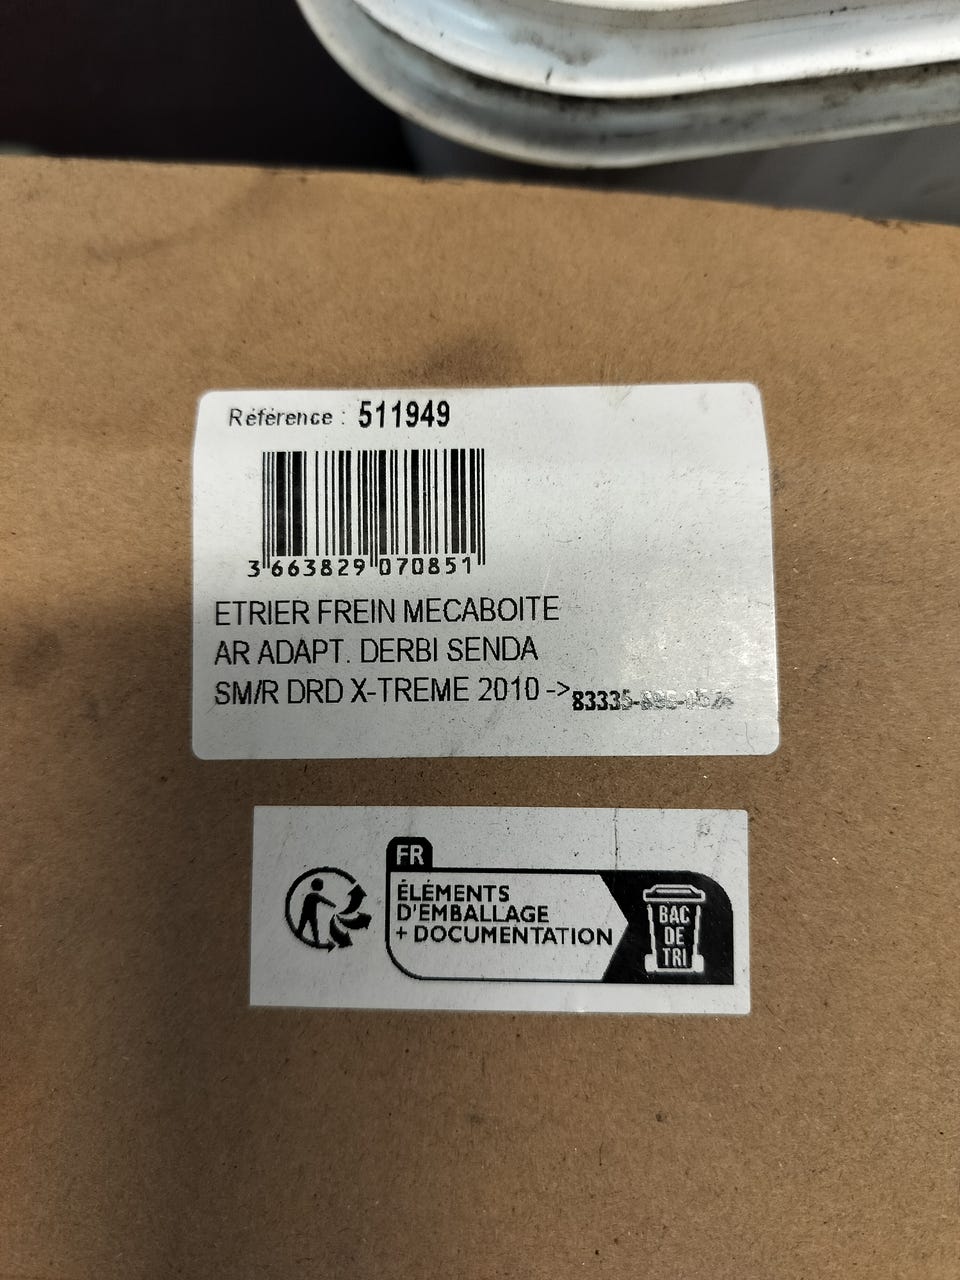 Référence : 511949
3 663829 070851
ETRIER FREIN MECABOITE
AR ADAPT. DERBI SENDA
SM/R DRD X-TREME 2010 ->
FR
ÉLÉMENTS
D'EMBALLAGE
+ DOCUMENTATION
BAC
DE
TRI